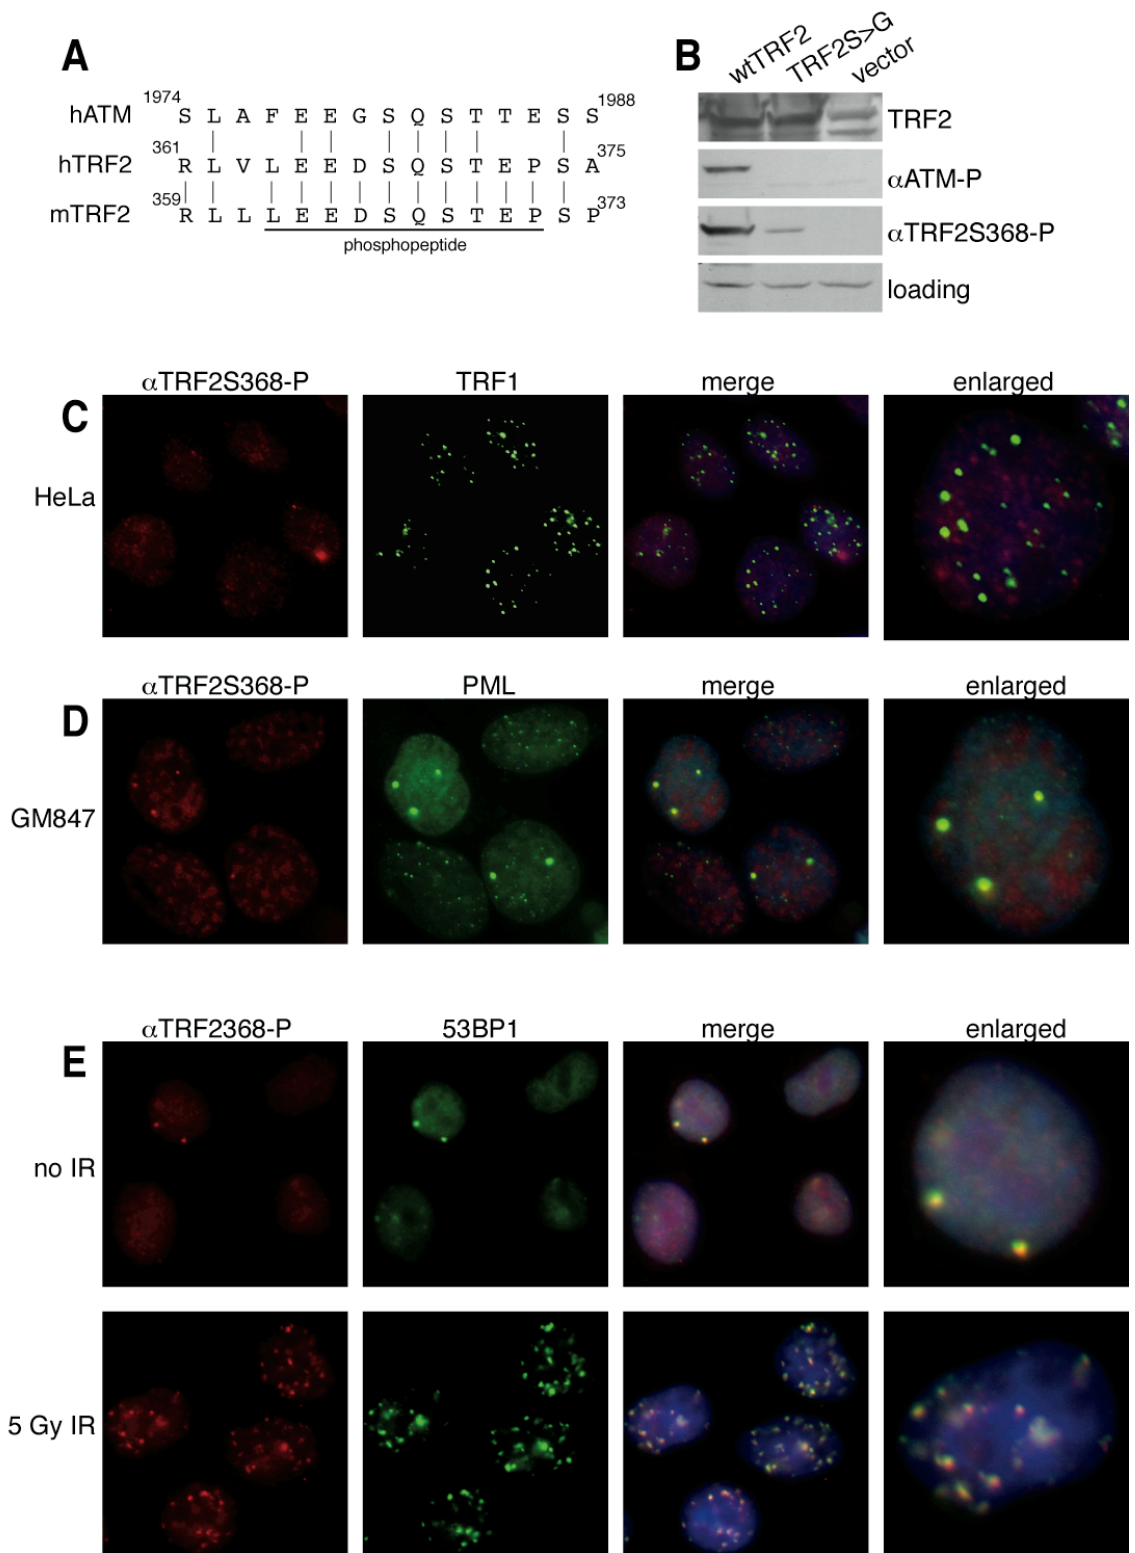 A
1974 1988
hATM S L A F E E G S Q S T T E S S
361 375
hTRF2 R L V L E E D S Q S T E P S A
359 373
mTRF2 R L L L E E D S Q S T E P S P
phosphopeptide
B
wtTRF2 TRF2S>G vector
TRF2
αATM-P
αTRF2S368-P
loading
αTRF2S368-P TRF1 merge enlarged
C
HeLa
αTRF2S368-P PML merge enlarged
D
GM847
αTRF2368-P 53BP1 merge enlarged
E
no IR
5 Gy IR